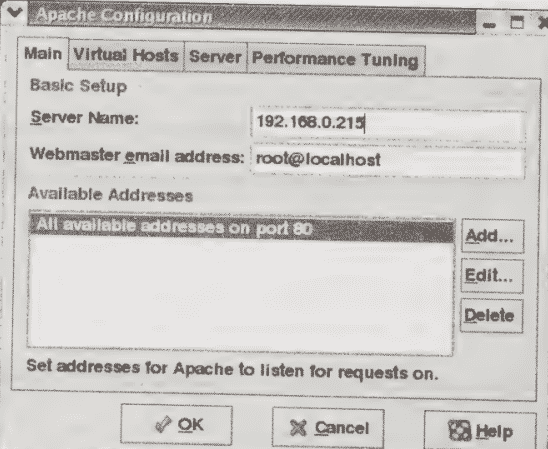 Apache Configuration
Main Virtual Hosts Server Performance Tuning
Basic Setup
Server Name: 192.168.0.215
Webmaster email address: root@localhost
Available Addresses
All available addresses on port 80
Add...
Edit...
Delete
Set addresses for Apache to listen for requests on.
OK Cancel Help